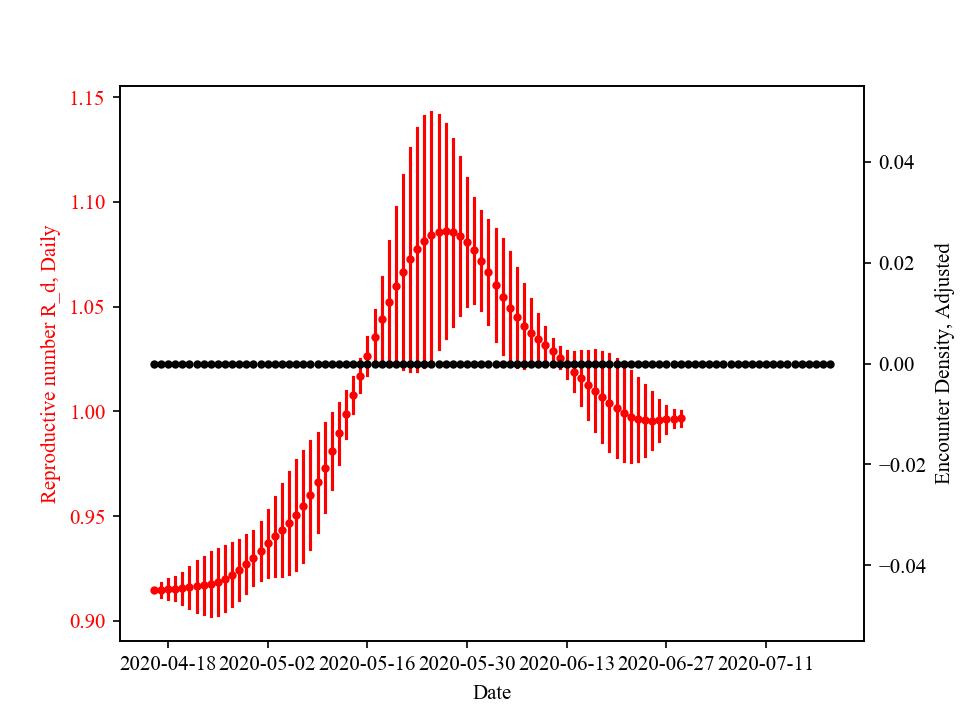 1.15
1.10
1.05
1.00
0.95
0.90
Reproductive number R_d, Daily
0.04
0.02
0.00
−0.02
−0.04
Encounter Density, Adjusted
2020-04-18 2020-05-02 2020-05-16 2020-05-30 2020-06-13 2020-06-27 2020-07-11
Date